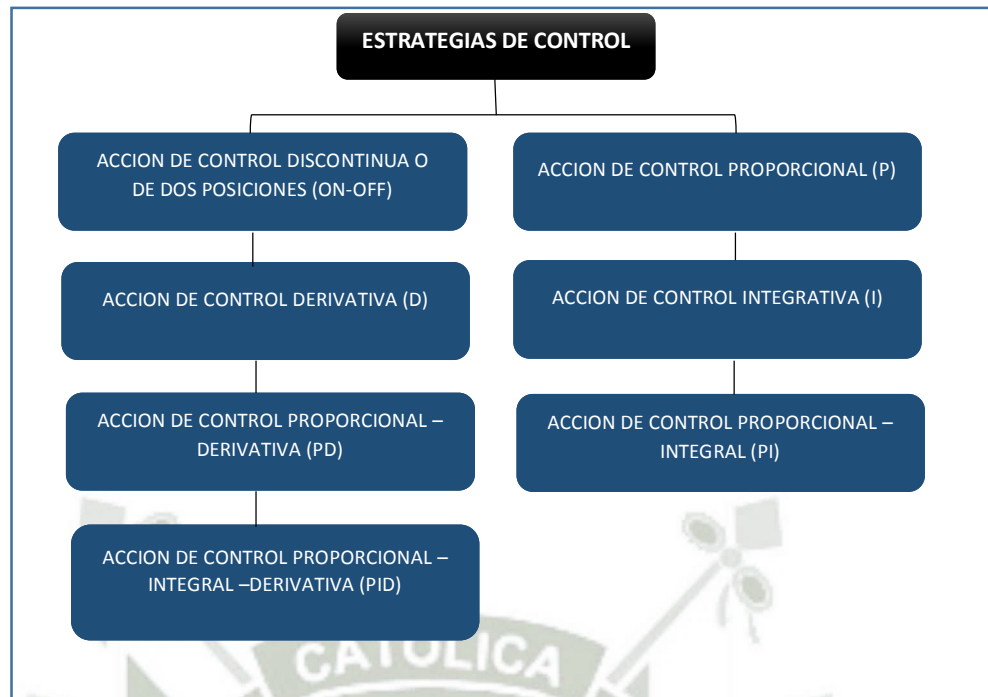 ESTRATEGIAS DE CONTROL
ACCION DE CONTROL DISCONTINUA O
DE DOS POSICIONES (ON-OFF)
ACCION DE CONTROL PROPORCIONAL (P)
ACCION DE CONTROL DERIVATIVA (D)
ACCION DE CONTROL INTEGRATIVA (I)
ACCION DE CONTROL PROPORCIONAL –
DERIVATIVA (PD)
ACCION DE CONTROL PROPORCIONAL –
INTEGRAL (PI)
ACCION DE CONTROL PROPORCIONAL –
INTEGRAL –DERIVATIVA (PID)
CATOLICA